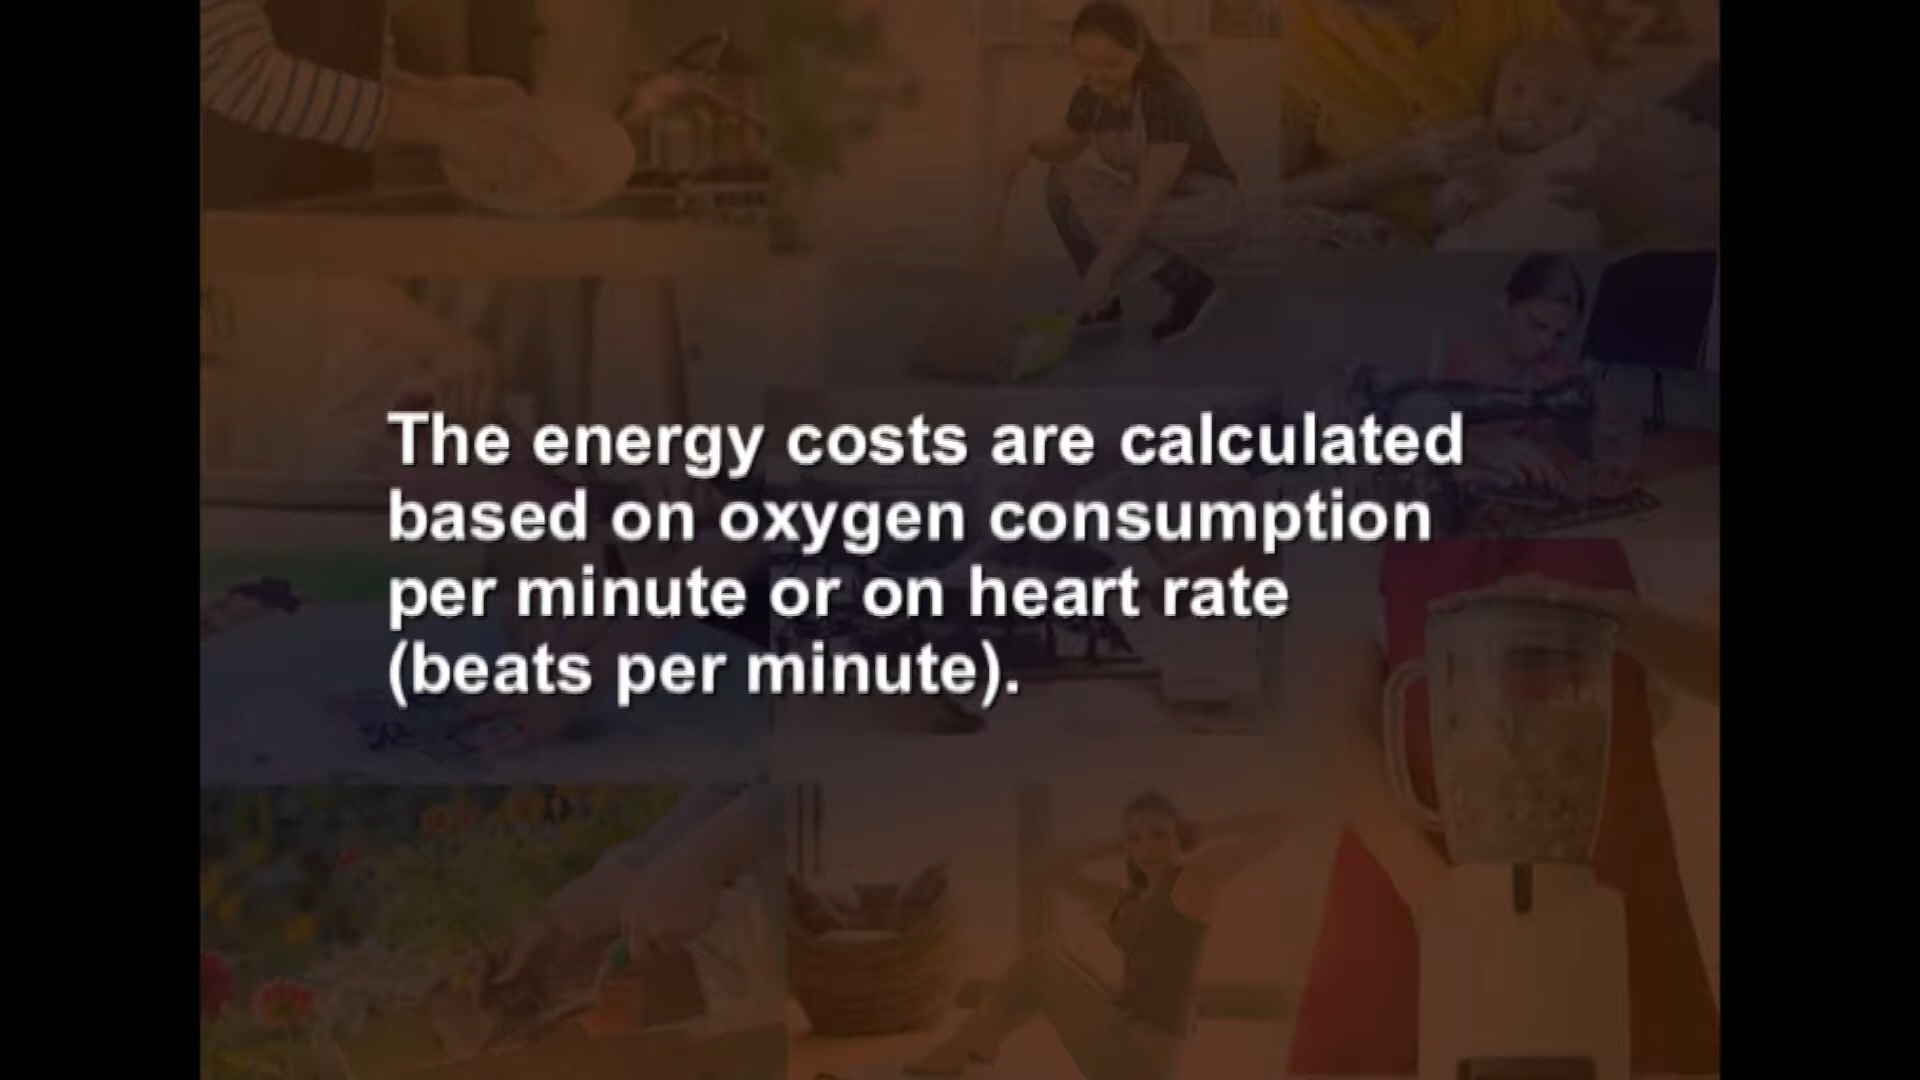 The energy costs are calculated
based on oxygen consumption
per minute or on heart rate
(beats per minute).